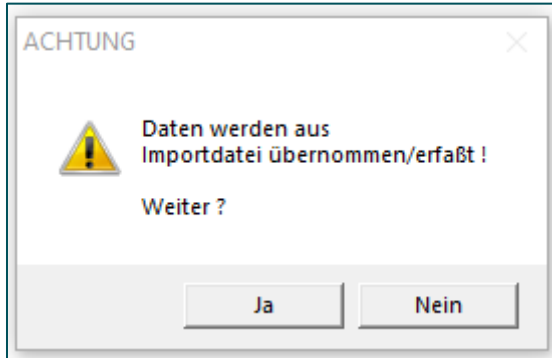 ACHTUNG
Daten werden aus
Importdatei übernommen/erfaßt !
Weiter ?
Ja
Nein